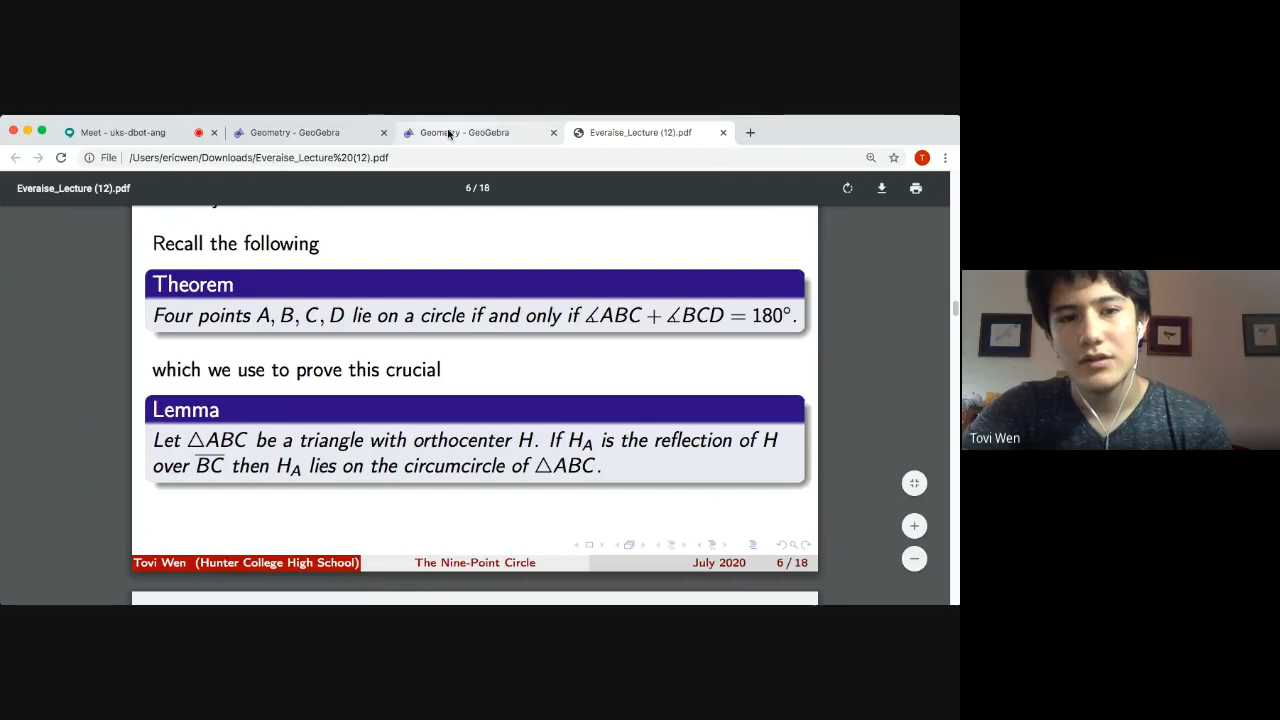 Meet - uks-dbot-ang
Geometry - GeoGebra
Geometry - GeoGebra
Everaise_Lecture (12).pdf
File /Users/ericwen/Downloads/Everaise_Lecture%20(12).pdf
T
Everaise_Lecture (12).pdf
6 / 18
Recall the following
Theorem
Four points A, B, C, D lie on a circle if and only if ∡ABC + ∡BCD = 180°.
which we use to prove this crucial
Lemma
Let △ABC be a triangle with orthocenter H. If H_A is the reflection of H
over \overline{BC} then H_A lies on the circumcircle of △ABC.
Tovi Wen (Hunter College High School) The Nine-Point Circle July 2020 6 / 18
Tovi Wen